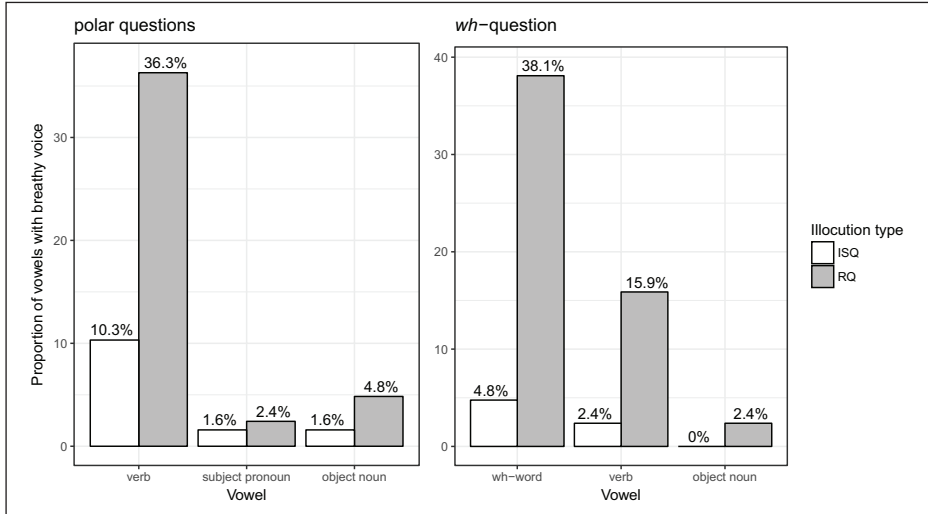 polar questions
wh−question
Proportion of vowels with breathy voice
0
10
20
30
10.3%
36.3%
1.6%
2.4%
1.6%
4.8%
verb
subject pronoun
object noun
Vowel
0
10
20
30
40
4.8%
38.1%
2.4%
15.9%
0%
2.4%
wh−word
verb
object noun
Vowel
Illocution type
ISQ
RQ